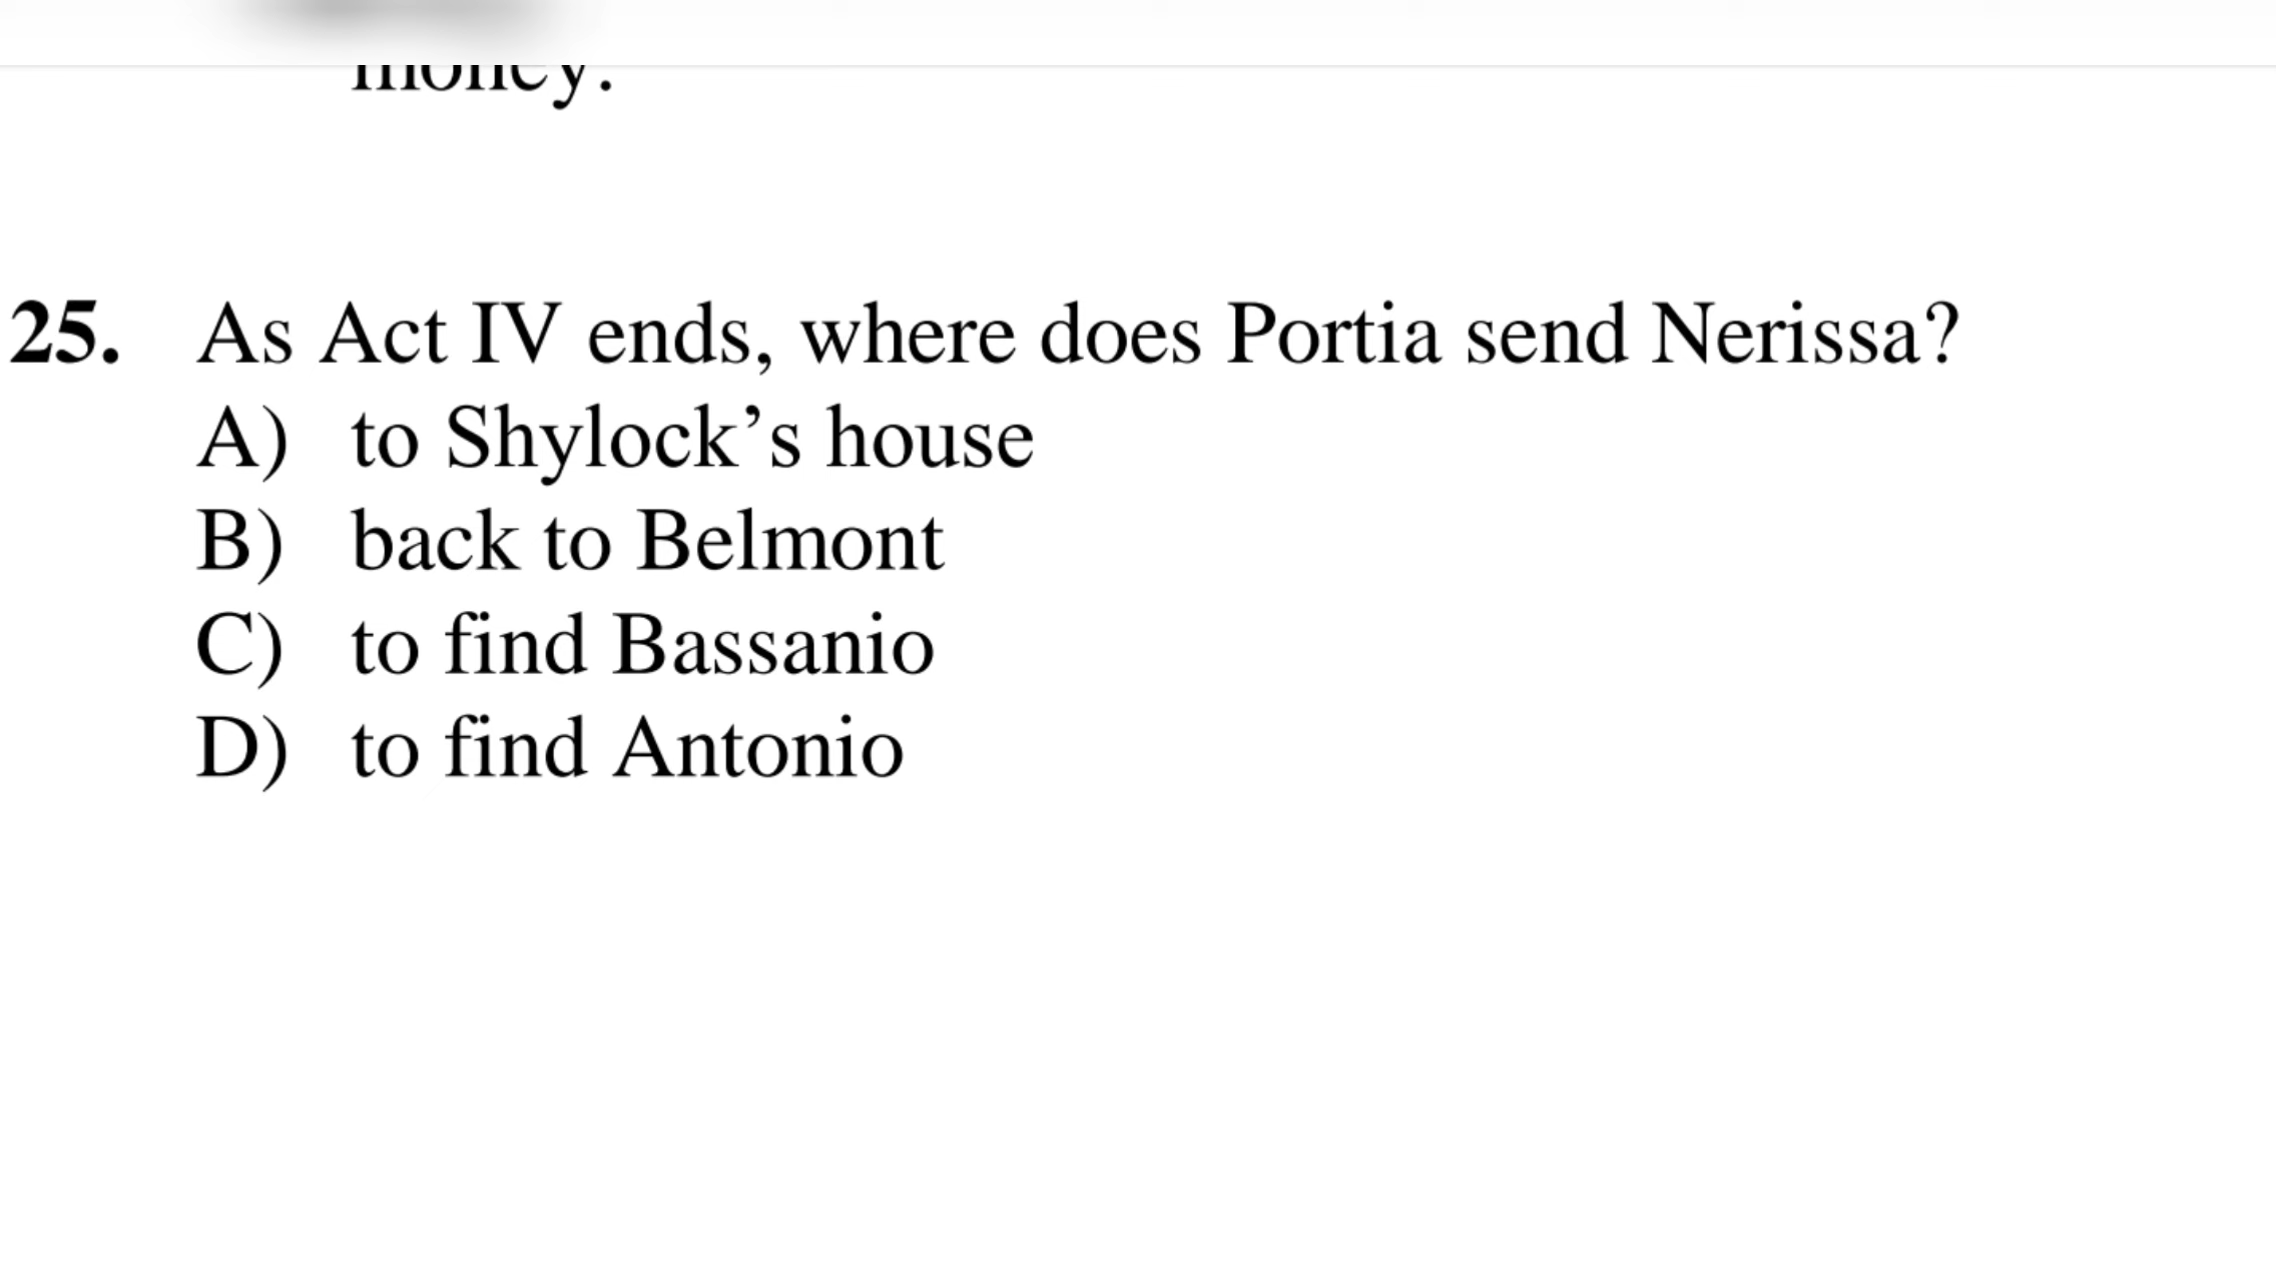 money.
25. As Act IV ends, where does Portia send Nerissa?
A) to Shylock’s house
B) back to Belmont
C) to find Bassanio
D) to find Antonio